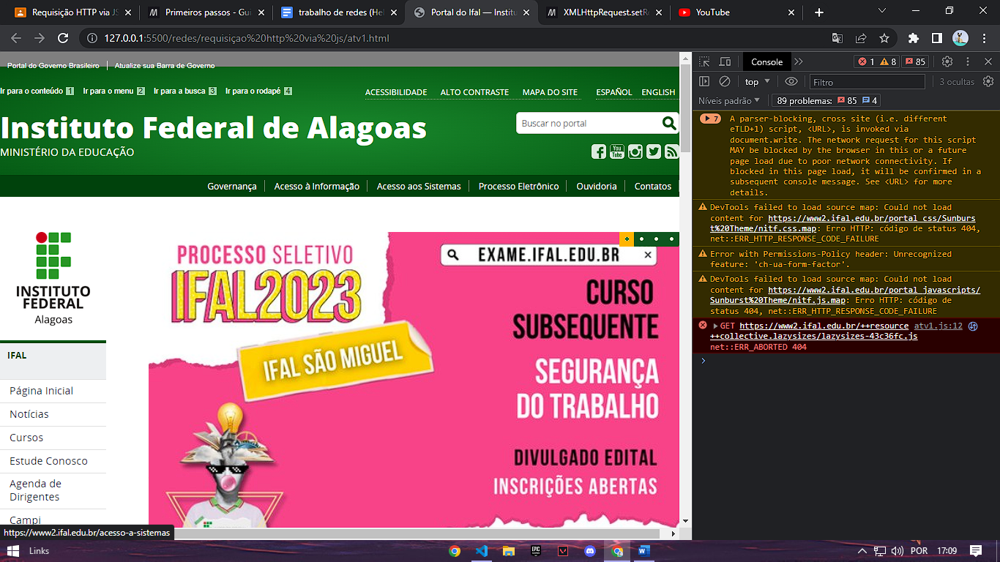 Requisição HTTP via JS
Primeiros passos - Gui
trabalho de redes (Hel
Portal do Ifal — Institu
XMLHttpRequest.setRe
YouTube
127.0.0.1:5500/redes/requisiçao%20http%20via%20js/atv1.html
Portal do Governo Brasileiro
Atualize sua Barra de Governo
Ir para o conteúdo 1
Ir para o menu 2
Ir para a busca 3
Ir para o rodapé 4
ACESSIBILIDADE
ALTO CONTRASTE
MAPA DO SITE
ESPAÑOL
ENGLISH
Instituto Federal de Alagoas
MINISTÉRIO DA EDUCAÇÃO
Buscar no portal
You
Tube
Governança
Acesso à Informação
Acesso aos Sistemas
Processo Eletrônico
Ouvidoria
Contatos
INSTITUTO
FEDERAL
Alagoas
IFAL
Página Inicial
Notícias
Cursos
Estude Conosco
Agenda de
Dirigentes
Campi
PROCESSO SELETIVO
IFAL2023
IFAL SÃO MIGUEL
EXAME.IFAL.EDU.BR
CURSO
SUBSEQUENTE
SEGURANÇA
DO TRABALHO
DIVULGADO EDITAL
INSCRIÇÕES ABERTAS
https://www2.ifal.edu.br/acesso-a-sistemas
Console
1
8
85
top
Filtro
3 ocultas
Níveis padrão
89 problemas:
85
4
7
A parser-blocking, cross site (i.e. different
eTLD+1) script, <URL>, is invoked via
document.write. The network request for this script
MAY be blocked by the browser in this or a future
page load due to poor network connectivity. If
blocked in this page load, it will be confirmed in a
subsequent console message. See <URL> for more
details.
DevTools failed to load source map: Could not load
content for https://www2.ifal.edu.br/portal_css/Sunburs
t%20Theme/nitf.css.map: Erro HTTP: código de status 404,
net::ERR_HTTP_RESPONSE_CODE_FAILURE
Error with Permissions-Policy header: Unrecognized
feature: 'ch-ua-form-factor'.
DevTools failed to load source map: Could not load
content for https://www2.ifal.edu.br/portal_javascripts/
Sunburst%20Theme/nitf.js.map: Erro HTTP: código de
status 404, net::ERR_HTTP_RESPONSE_CODE_FAILURE
GET https://www2.ifal.edu.br/++resource atv1.js:12
++collective.lazysizes/lazysizes-43c36fc.js
net::ERR_ABORTED 404
Links
EPIC
POR
17:09